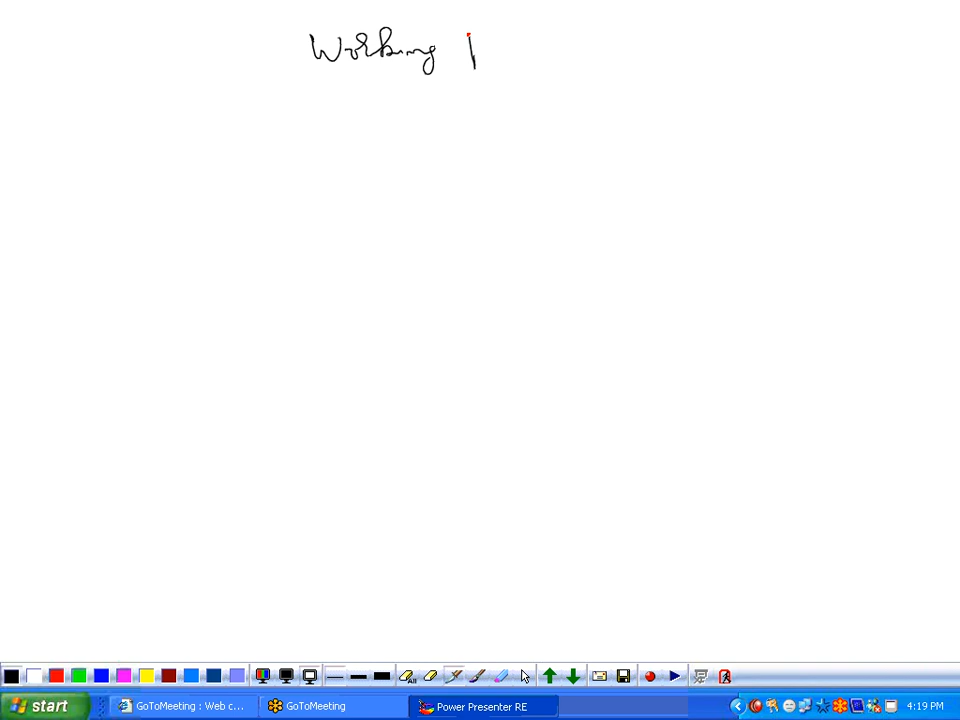 Working
start
GoToMeeting : Web c...
GoToMeeting
Power Presenter RE
4:19 PM